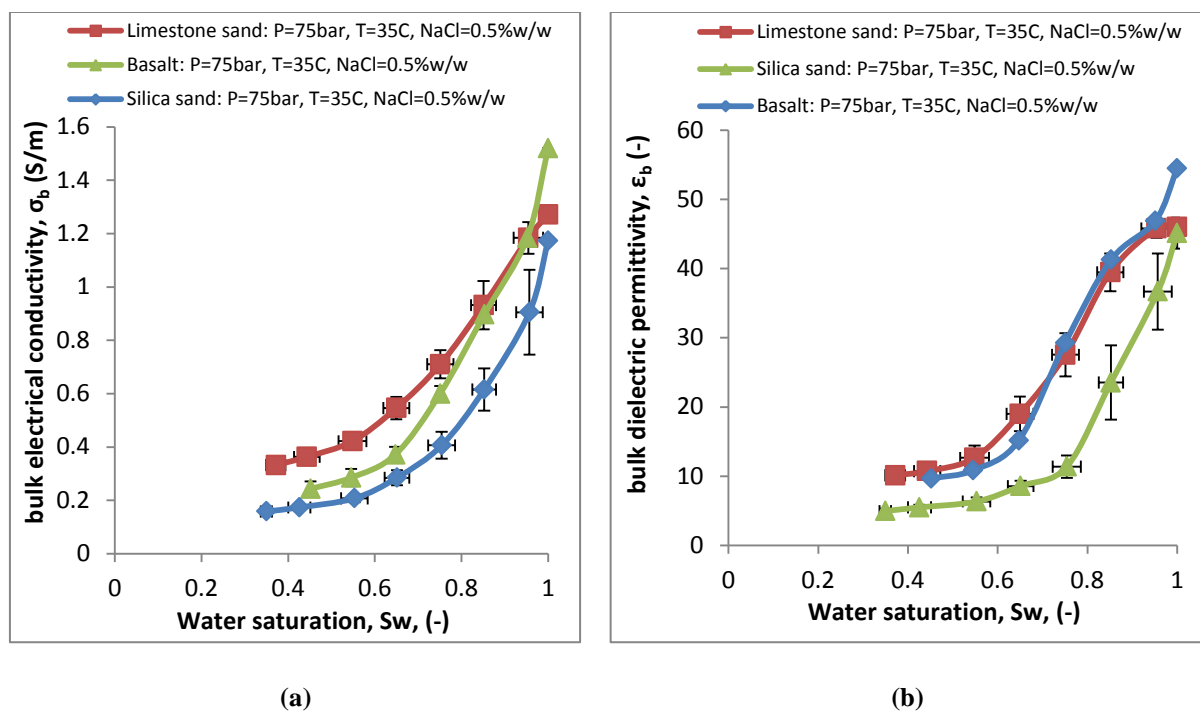 Limestone sand: P=75bar, T=35C, NaCl=0.5%w/w
Basalt: P=75bar, T=35C, NaCl=0.5%w/w
Silica sand: P=75bar, T=35C, NaCl=0.5%w/w
bulk electrical conductivity, σ_b (S/m)
1.6
1.4
1.2
1
0.8
0.6
0.4
0.2
0
0 0.2 0.4 0.6 0.8 1
Water saturation, Sw, (-)
(a)
Limestone sand: P=75bar, T=35C, NaCl=0.5%w/w
Silica sand: P=75bar, T=35C, NaCl=0.5%w/w
Basalt: P=75bar, T=35C, NaCl=0.5%w/w
bulk dielectric permittivity, ε_b (-)
60
50
40
30
20
10
0
0 0.2 0.4 0.6 0.8 1
Water saturation, Sw, (-)
(b)